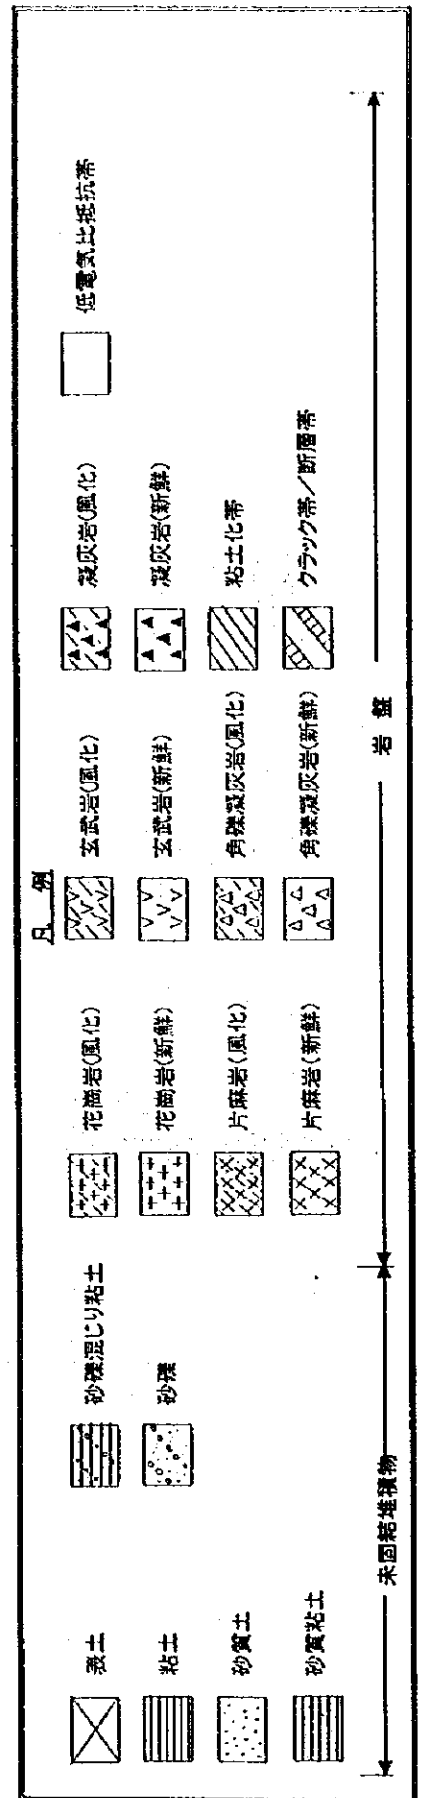 凡例
表土
粘土
砂質土
砂質粘土
砂礫混じり粘土
砂礫
花崗岩(風化)
花崗岩(新鮮)
片麻岩(風化)
片麻岩(新鮮)
玄武岩(風化)
玄武岩(新鮮)
角礫凝灰岩(風化)
角礫凝灰岩(新鮮)
凝灰岩(風化)
凝灰岩(新鮮)
粘土化帯
クラック帯/断層帯
低電気比抵抗帯
未固結堆積物
岩盤